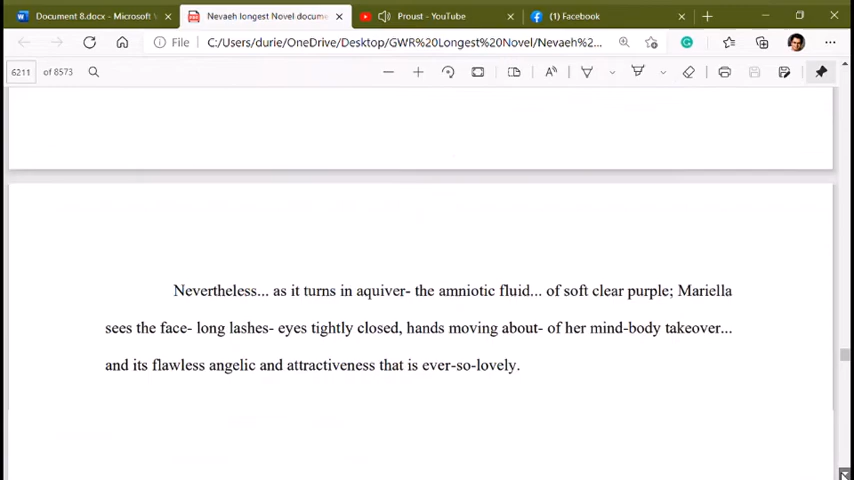 Document 8.docx - Microsoft
Nevaeh longest Novel docume
Proust - YouTube
(1) Facebook
File
C:/Users/durie/OneDrive/Desktop/GWR%20Longest%20Novel/Nevaeh%2...
6211 of 8573
Nevertheless... as it turns in aquiver- the amniotic fluid... of soft clear purple; Mariella
sees the face- long lashes- eyes tightly closed, hands moving about- of her mind-body takeover...
and its flawless angelic and attractiveness that is ever-so-lovely.